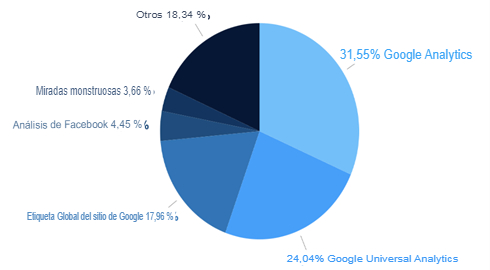 Otros 18,34 %
31,55% Google Analytics
Miradas monstruosas 3,66 %
Análisis de Facebook 4,45 %
Etiqueta Global del sitio de Google 17,96 %
24,04% Google Universal Analytics